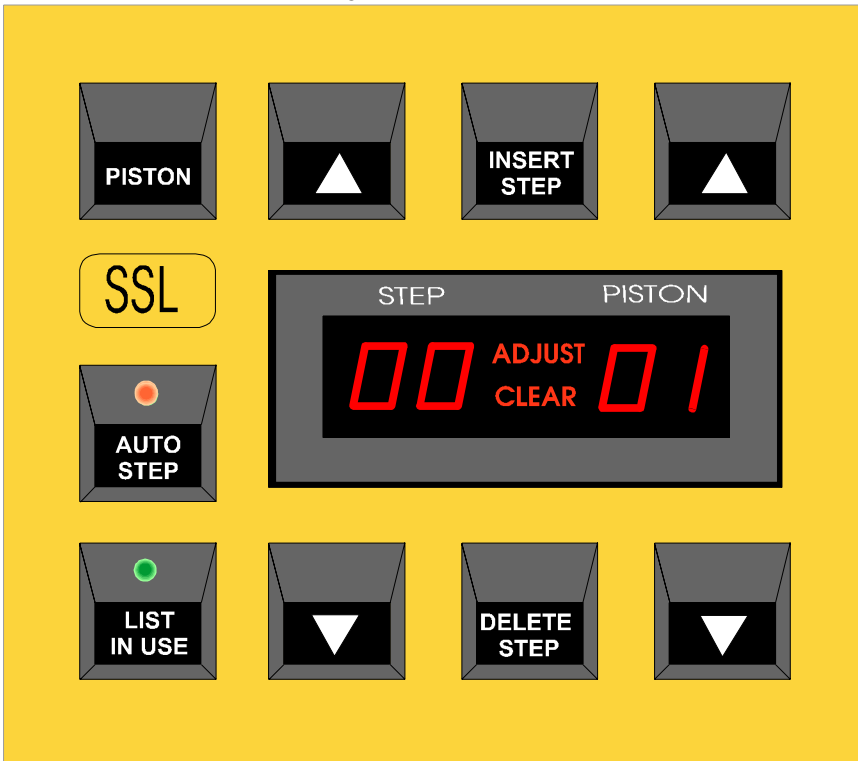 PISTON
INSERT
STEP
SSL
STEP PISTON
00 ADJUST 01
CLEAR
AUTO
STEP
LIST
IN USE
DELETE
STEP